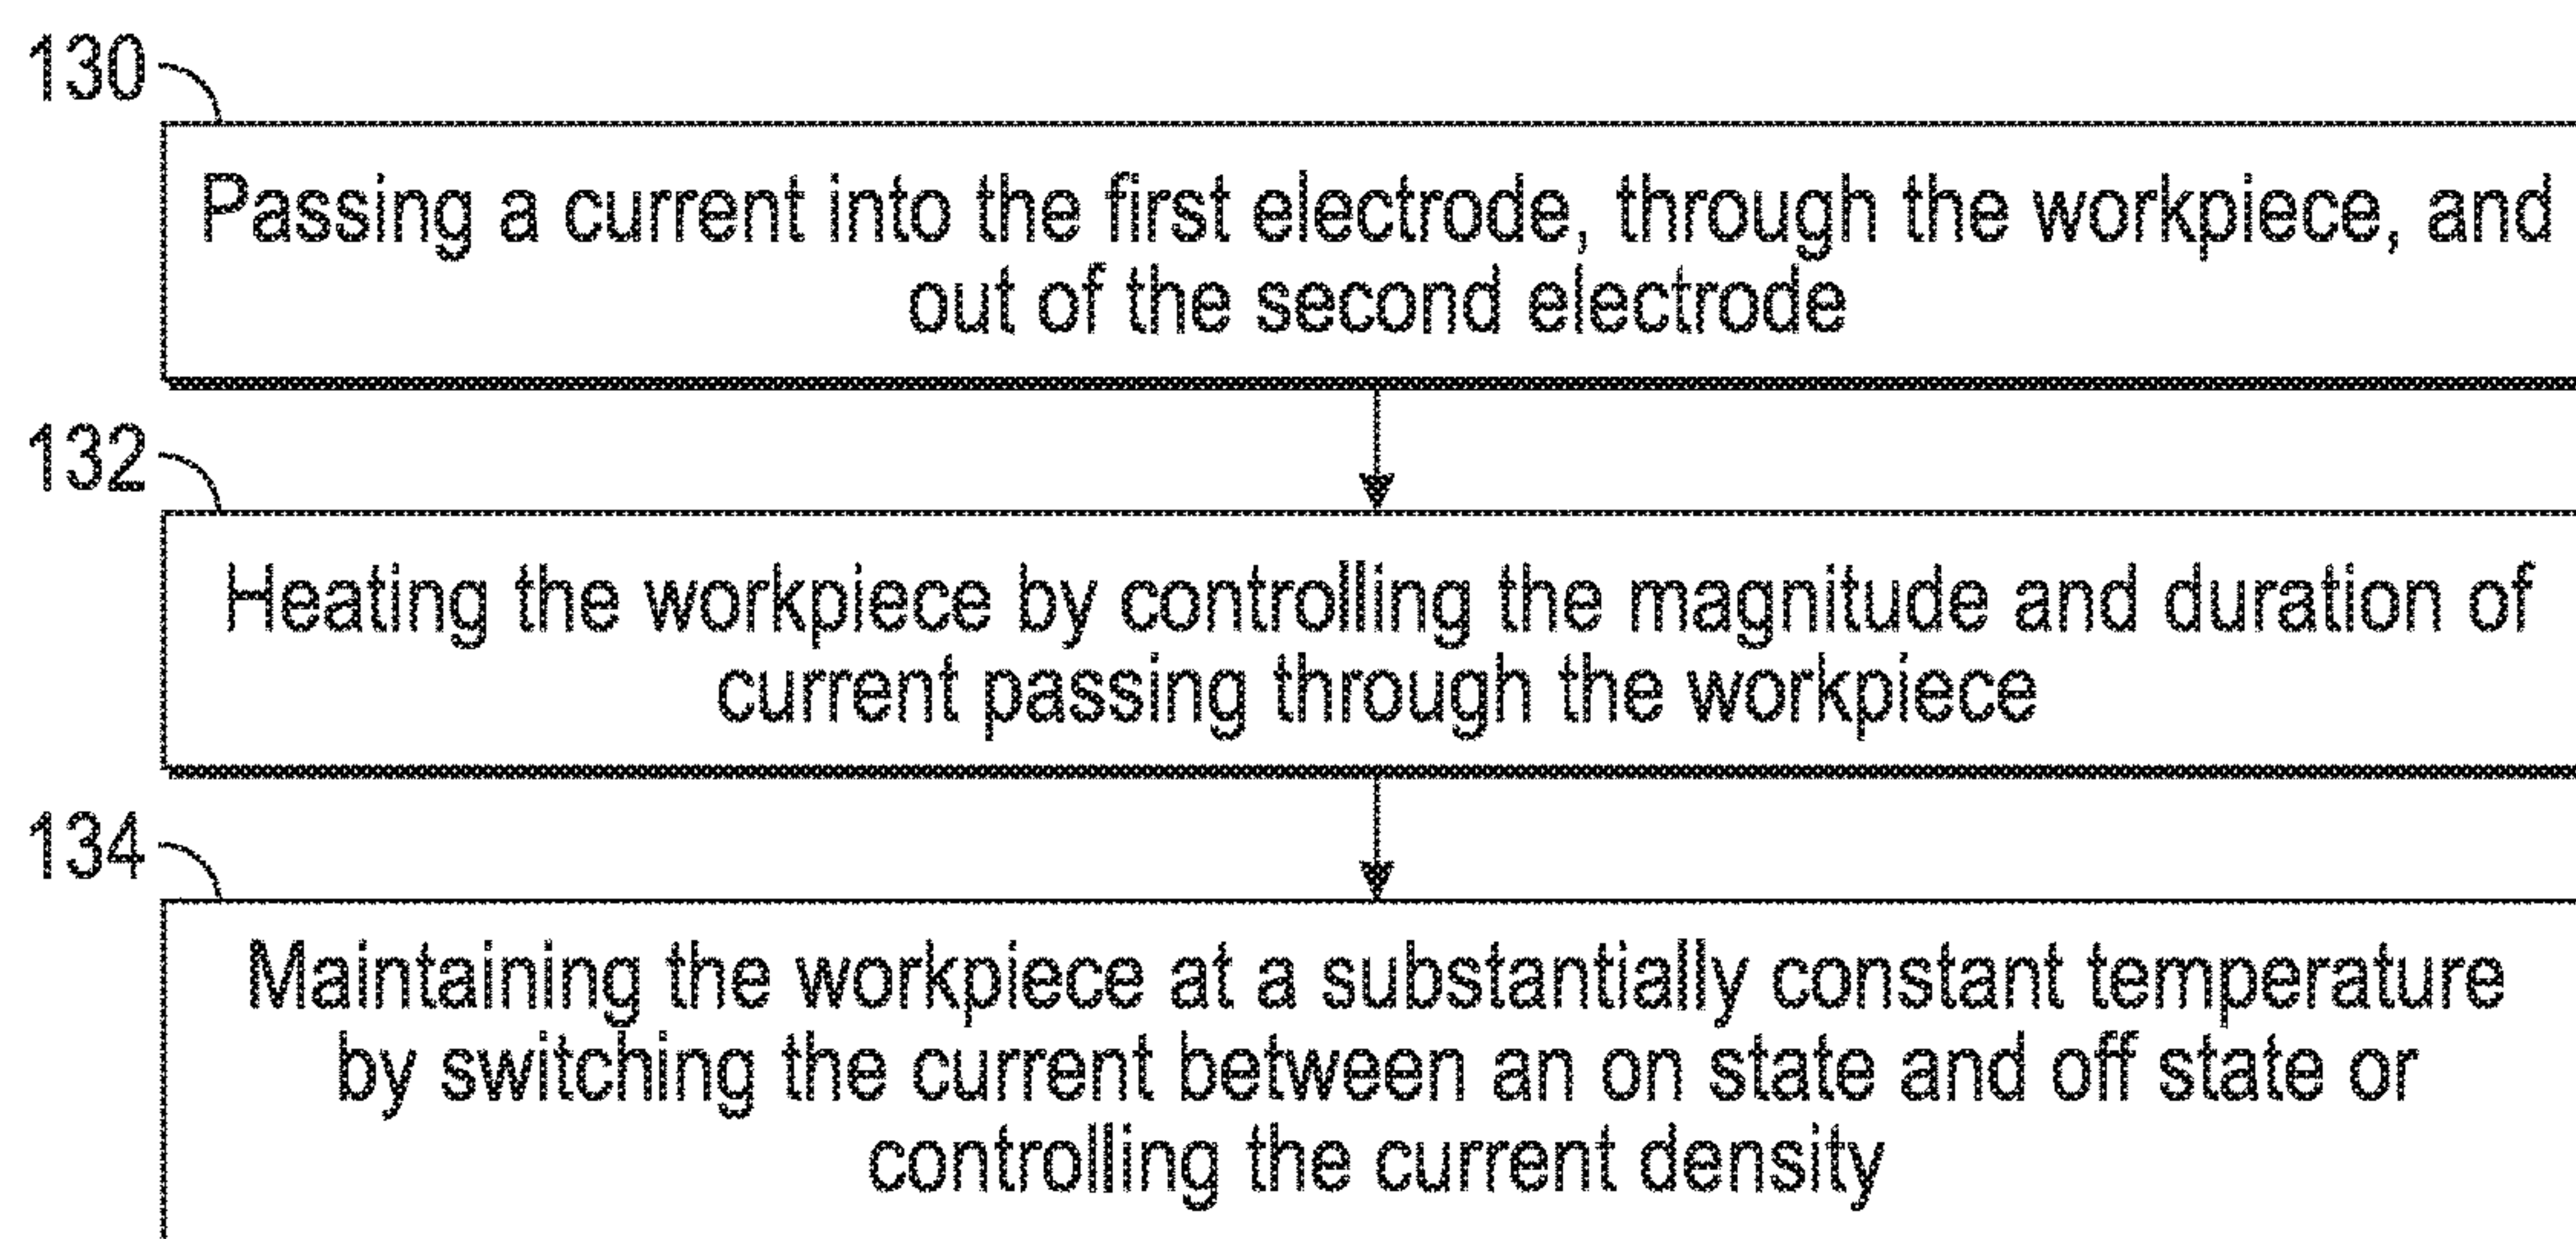 130
Passing a current into the first electrode, through the workpiece, and
out of the second electrode
132
Heating the workpiece by controlling the magnitude and duration of
current passing through the workpiece
134
Maintaining the workpiece at a substantially constant temperature
by switching the current between an on state and off state or
controlling the current density